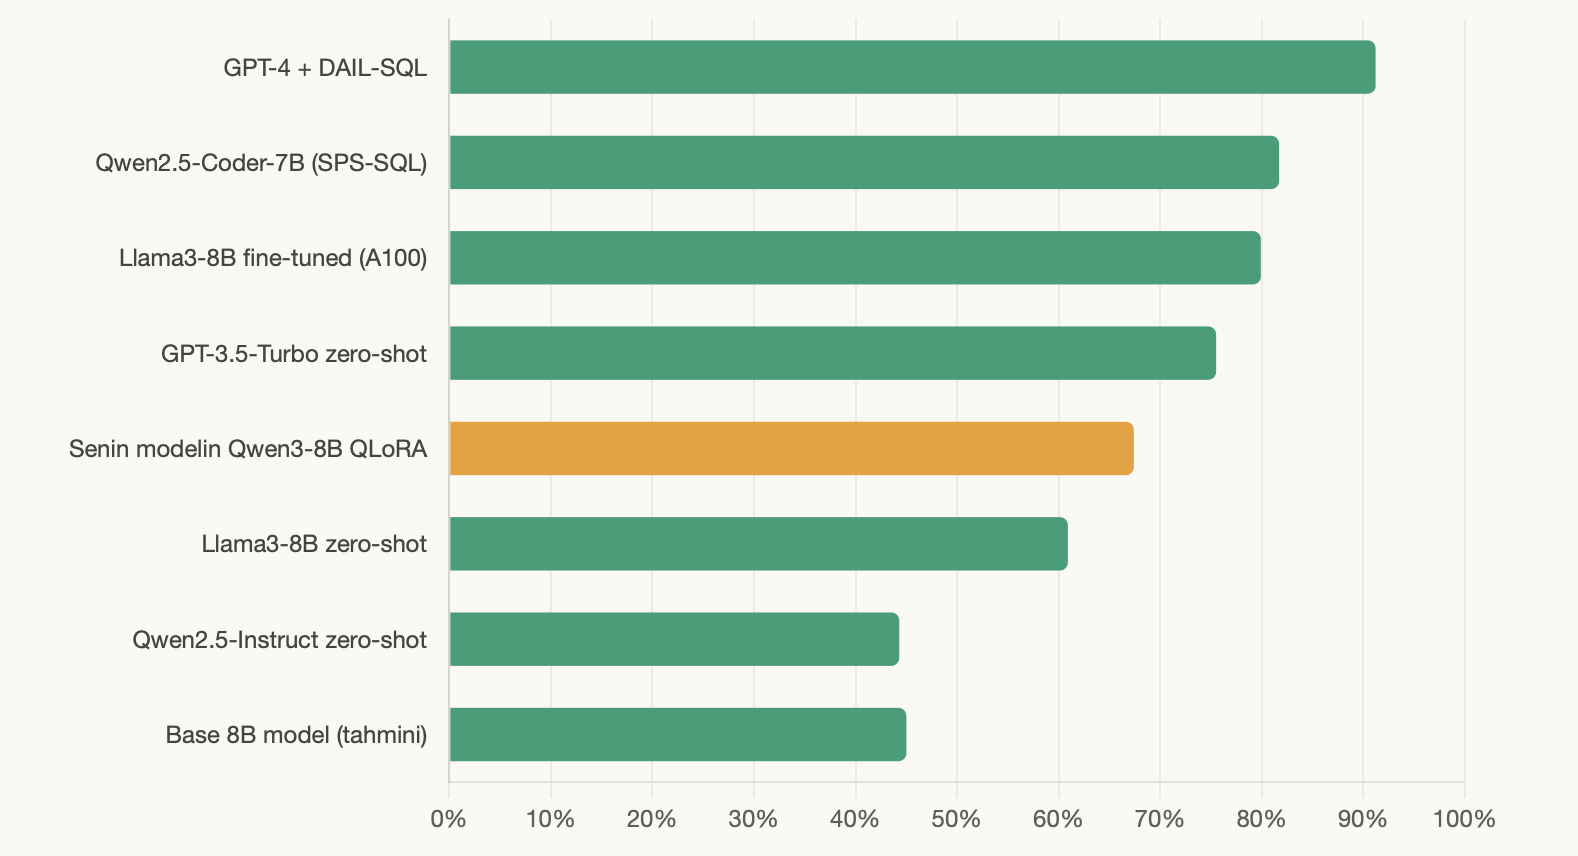 GPT-4 + DAIL-SQL
Qwen2.5-Coder-7B (SPS-SQL)
Llama3-8B fine-tuned (A100)
GPT-3.5-Turbo zero-shot
Senin modelin Qwen3-8B QLoRA
Llama3-8B zero-shot
Qwen2.5-Instruct zero-shot
Base 8B model (tahmini)
0% 10% 20% 30% 40% 50% 60% 70% 80% 90% 100%